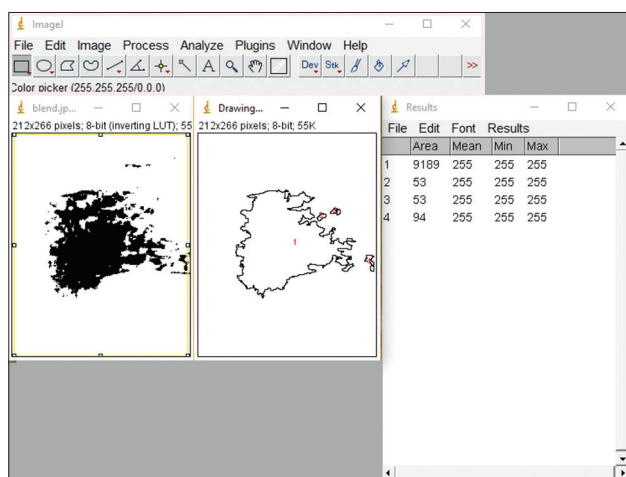 ImageJ
File Edit Image Process Analyze Plugins Window Help
Dev Stk >>
Color picker (255.255.255/0.0.0)
blend.jp...
212x266 pixels; 8-bit (inverting LUT); 55
Drawing...
212x266 pixels; 8-bit; 55K
1
Results
File Edit Font Results
Area Mean Min Max
1 9189 255 255 255
2 53 255 255 255
3 53 255 255 255
4 94 255 255 255